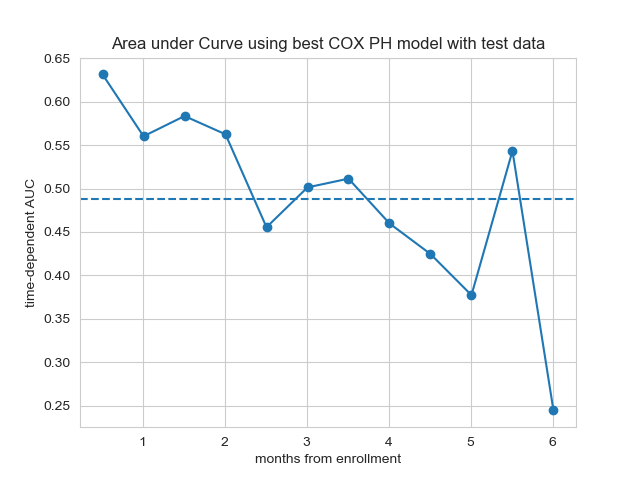 Area under Curve using best COX PH model with test data
time-dependent AUC
0.65
0.60
0.55
0.50
0.45
0.40
0.35
0.30
0.25
1 2 3 4 5 6
months from enrollment